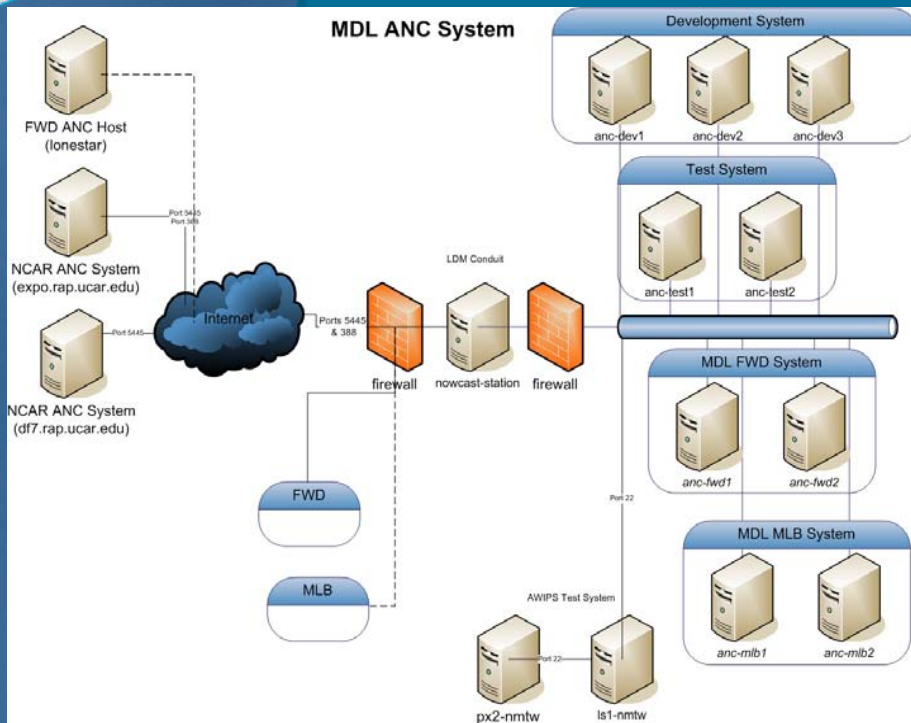 MDL ANC System
Development System
anc-dev1
anc-dev2
anc-dev3
FWD ANC Host
(lonestar)
Test System
anc-test1
anc-test2
Port 5445
Port 388
NCAR ANC System
(expo.rap.ucar.edu)
LDM Conduit
Internet
Ports 5445
& 388
Port 5445
firewall
nowcast-station
firewall
NCAR ANC System
(df7.rap.ucar.edu)
MDL FWD System
anc-fwd1
anc-fwd2
FWD
Port 22
MDL MLB System
MLB
AWIPS Test System
anc-mlb1
anc-mlb2
Port 22
px2-nmtw
ls1-nmtw